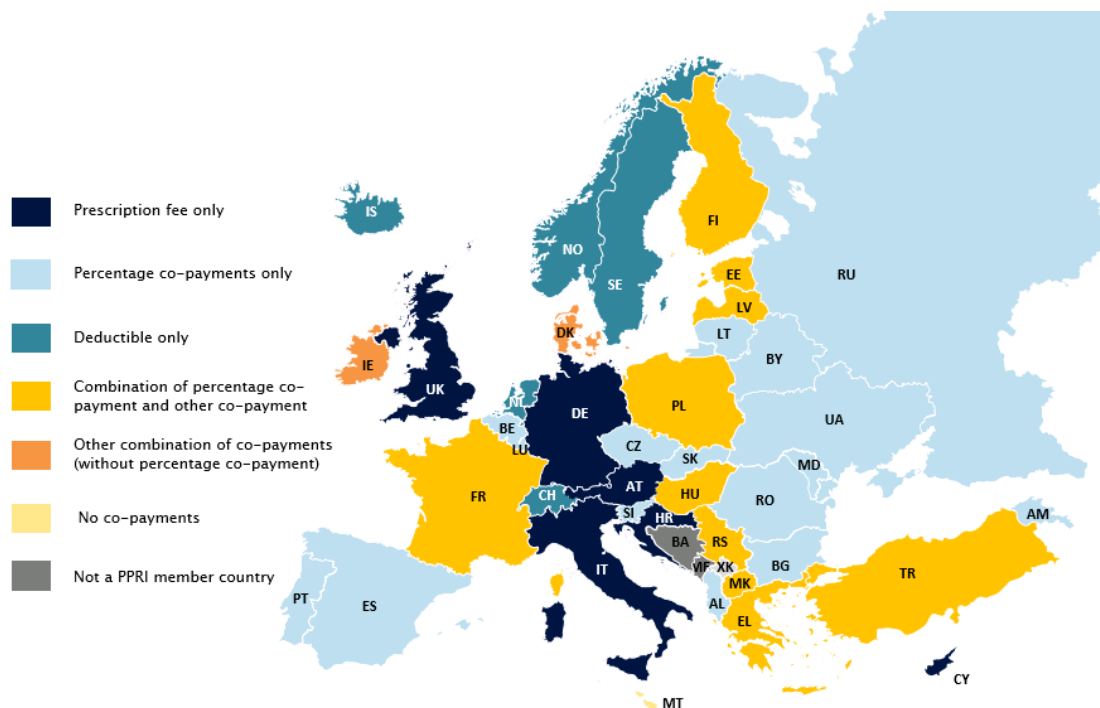 Prescription fee only
Percentage co-payments only
Deductible only
Combination of percentage co-
payment and other co-payment
Other combination of co-payments
(without percentage co-payment)
No co-payments
Not a PPRI member country
IS
NO
SE
FI
RU
EE
LV
LT
BY
DK
IE
UK
NL
DE
PL
BE
LU
CZ
SK
UA
MD
FR
CH
AT
HU
RO
SI
HR
BA
RS
ME
XK
BG
AM
IT
MK
AL
EL
TR
PT
ES
CY
MT